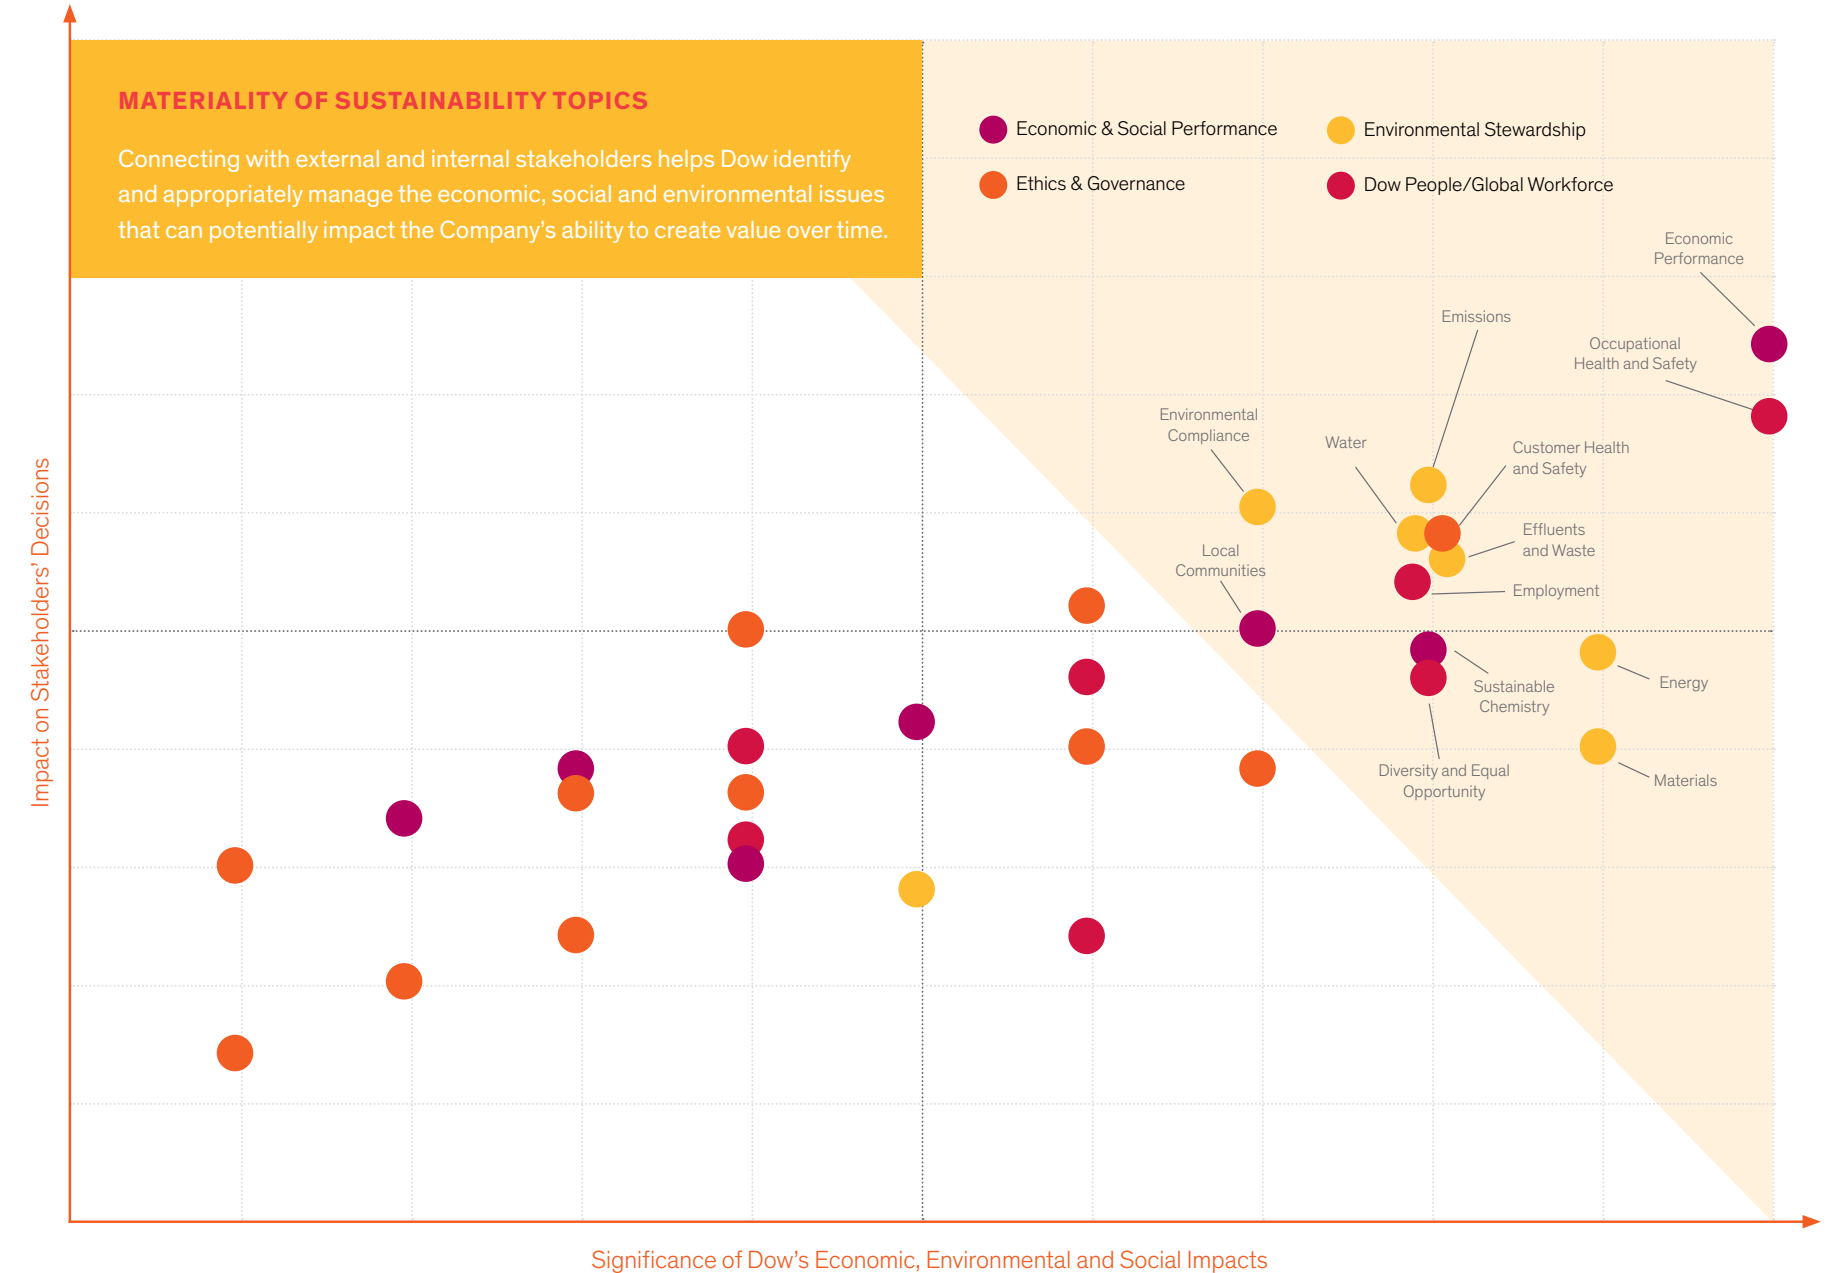 MATERIALITY OF SUSTAINABILITY TOPICS
Connecting with external and internal stakeholders helps Dow identify
and appropriately manage the economic, social and environmental issues
that can potentially impact the Company's ability to create value over time.
Economic & Social Performance
Environmental Stewardship
Ethics & Governance
Dow People/Global Workforce
Economic
Performance
Emissions
Occupational
Health and Safety
Environmental
Compliance
Water
Customer Health
and Safety
Effluents
and Waste
Local
Communities
Employment
Sustainable
Chemistry
Energy
Diversity and Equal
Opportunity
Materials
Impact on Stakeholders' Decisions
Significance of Dow's Economic, Environmental and Social Impacts